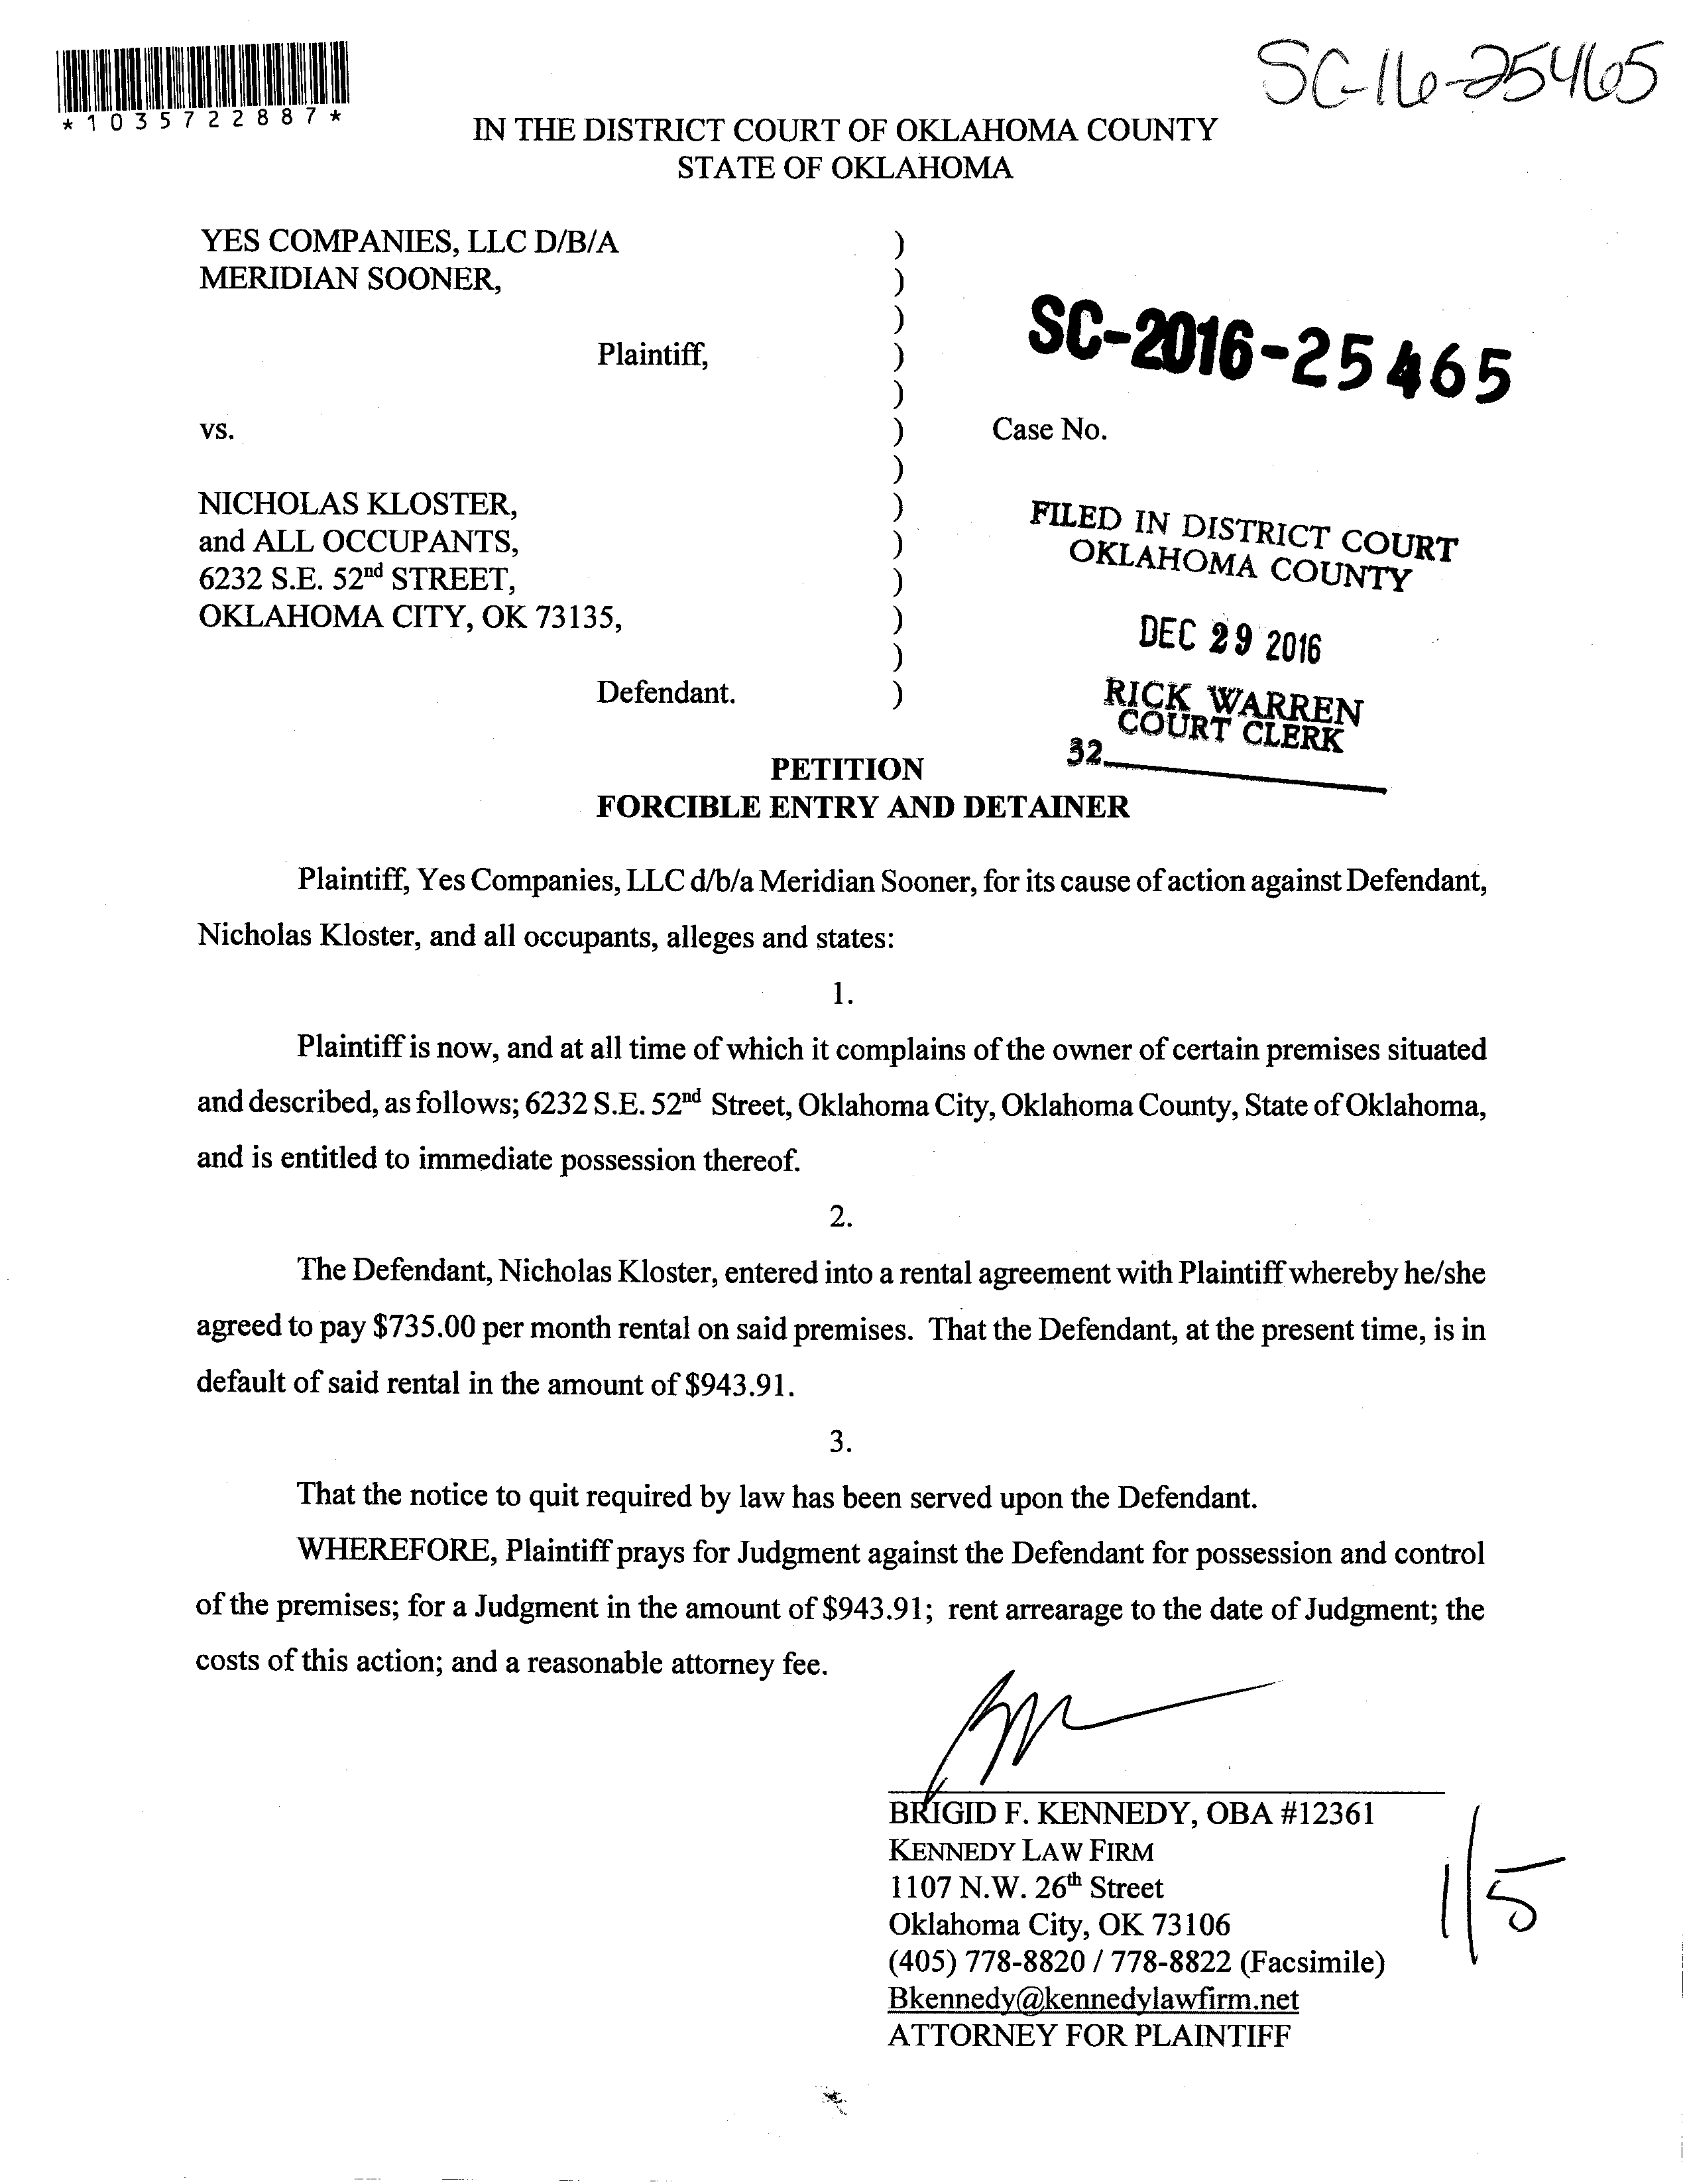 SC-16-25465
*1035722887*
IN THE DISTRICT COURT OF OKLAHOMA COUNTY
STATE OF OKLAHOMA
YES COMPANIES, LLC D/B/A )
MERIDIAN SOONER, )
)
Plaintiff, )
)
SC-2016-25465
vs. ) Case No.
)
NICHOLAS KLOSTER, )
and ALL OCCUPANTS, )
6232 S.E. 52nd STREET, )
OKLAHOMA CITY, OK 73135, )
)
Defendant. )
FILED IN DISTRICT COURT
OKLAHOMA COUNTY
DEC 29 2016
RICK WARREN
COURT CLERK
32
PETITION
FORCIBLE ENTRY AND DETAINER
Plaintiff, Yes Companies, LLC d/b/a Meridian Sooner, for its cause of action against Defendant,
Nicholas Kloster, and all occupants, alleges and states:
1.
Plaintiff is now, and at all time of which it complains of the owner of certain premises situated
and described, as follows; 6232 S.E. 52nd Street, Oklahoma City, Oklahoma County, State of Oklahoma,
and is entitled to immediate possession thereof.
2.
The Defendant, Nicholas Kloster, entered into a rental agreement with Plaintiff whereby he/she
agreed to pay $735.00 per month rental on said premises. That the Defendant, at the present time, is in
default of said rental in the amount of $943.91.
3.
That the notice to quit required by law has been served upon the Defendant.
WHEREFORE, Plaintiff prays for Judgment against the Defendant for possession and control
of the premises; for a Judgment in the amount of $943.91; rent arrearage to the date of Judgment; the
costs of this action; and a reasonable attorney fee.
BRIGID F. KENNEDY, OBA #12361
KENNEDY LAW FIRM
1107 N.W. 26th Street
Oklahoma City, OK 73106
(405) 778-8820 / 778-8822 (Facsimile)
Bkennedy@kennedylawfirm.net
ATTORNEY FOR PLAINTIFF
1/5